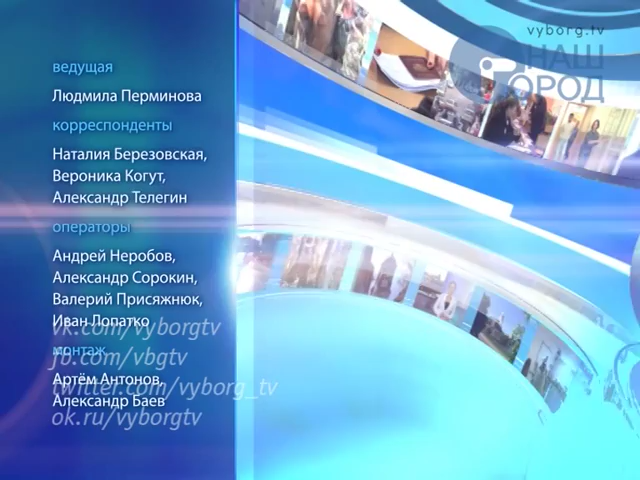 vyborg.tv
НАШ
ГОРОД
ведущая
Людмила Перминова
корреспонденты
Наталия Березовская,
Вероника Когут,
Александр Телегин
операторы
Андрей Неробов,
Александр Сорокин,
Валерий Присяжнюк,
Иван Лопатко
vk.com/vyborgtv
монтаж
fb.com/vbgtv
Артём Антонов,
twitter.com/vyborg_tv
Александр Баев
ok.ru/vyborgtv